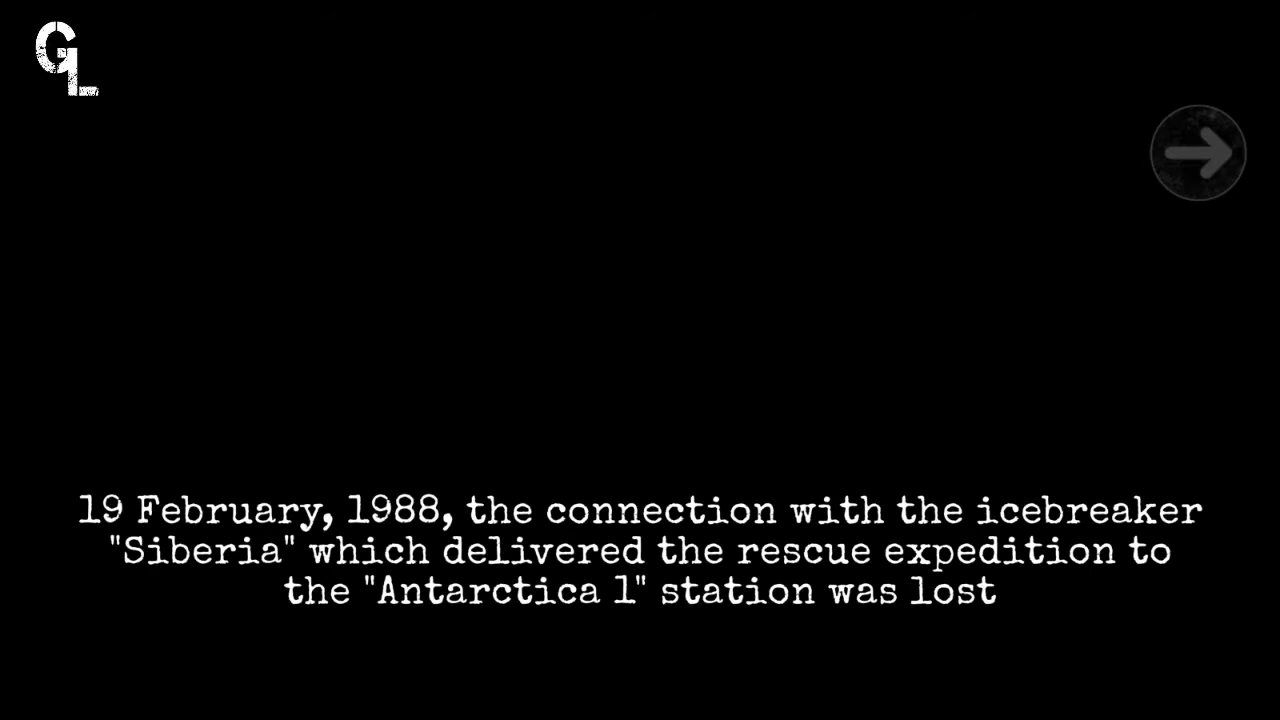 GL
19 February, 1988, the connection with the icebreaker
"Siberia" which delivered the rescue expedition to
the "Antarctica 1" station was lost